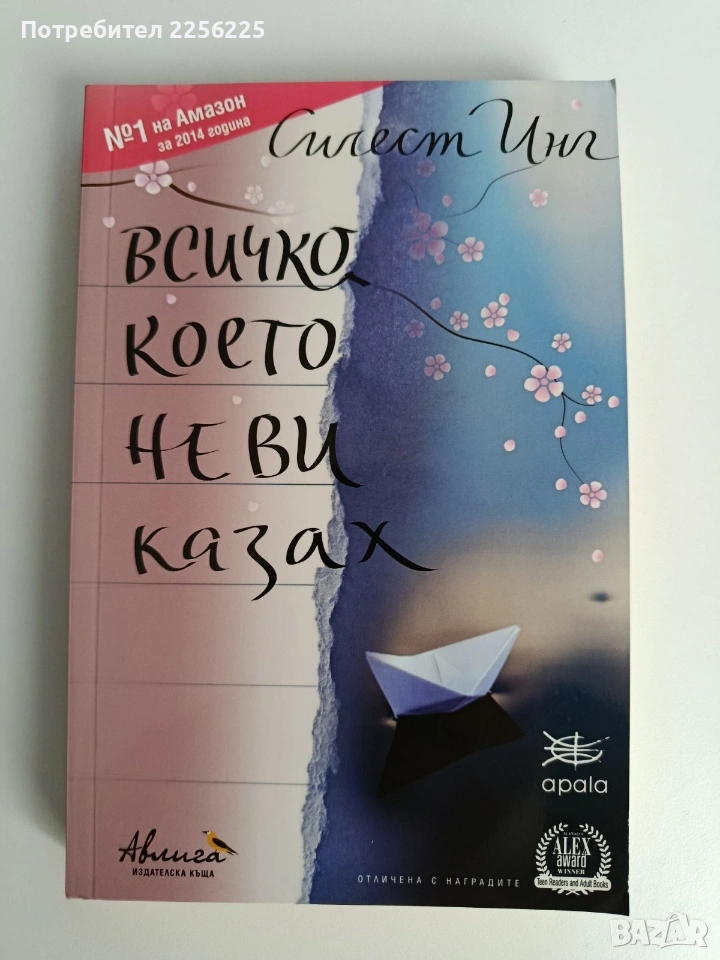 Потребител 2256225
№1 на Амазон
за 2014 година
Силест Инг
ВСИЧКО,
КОЕТО
НЕ ВИ
казах
apala
Авлига
ИЗДАТЕЛСКА КЪЩА
ОТЛИЧЕНА С НАГРАДИТЕ
ALEX
award
WINNER
Teen Readers and Adult Books
BAZAR